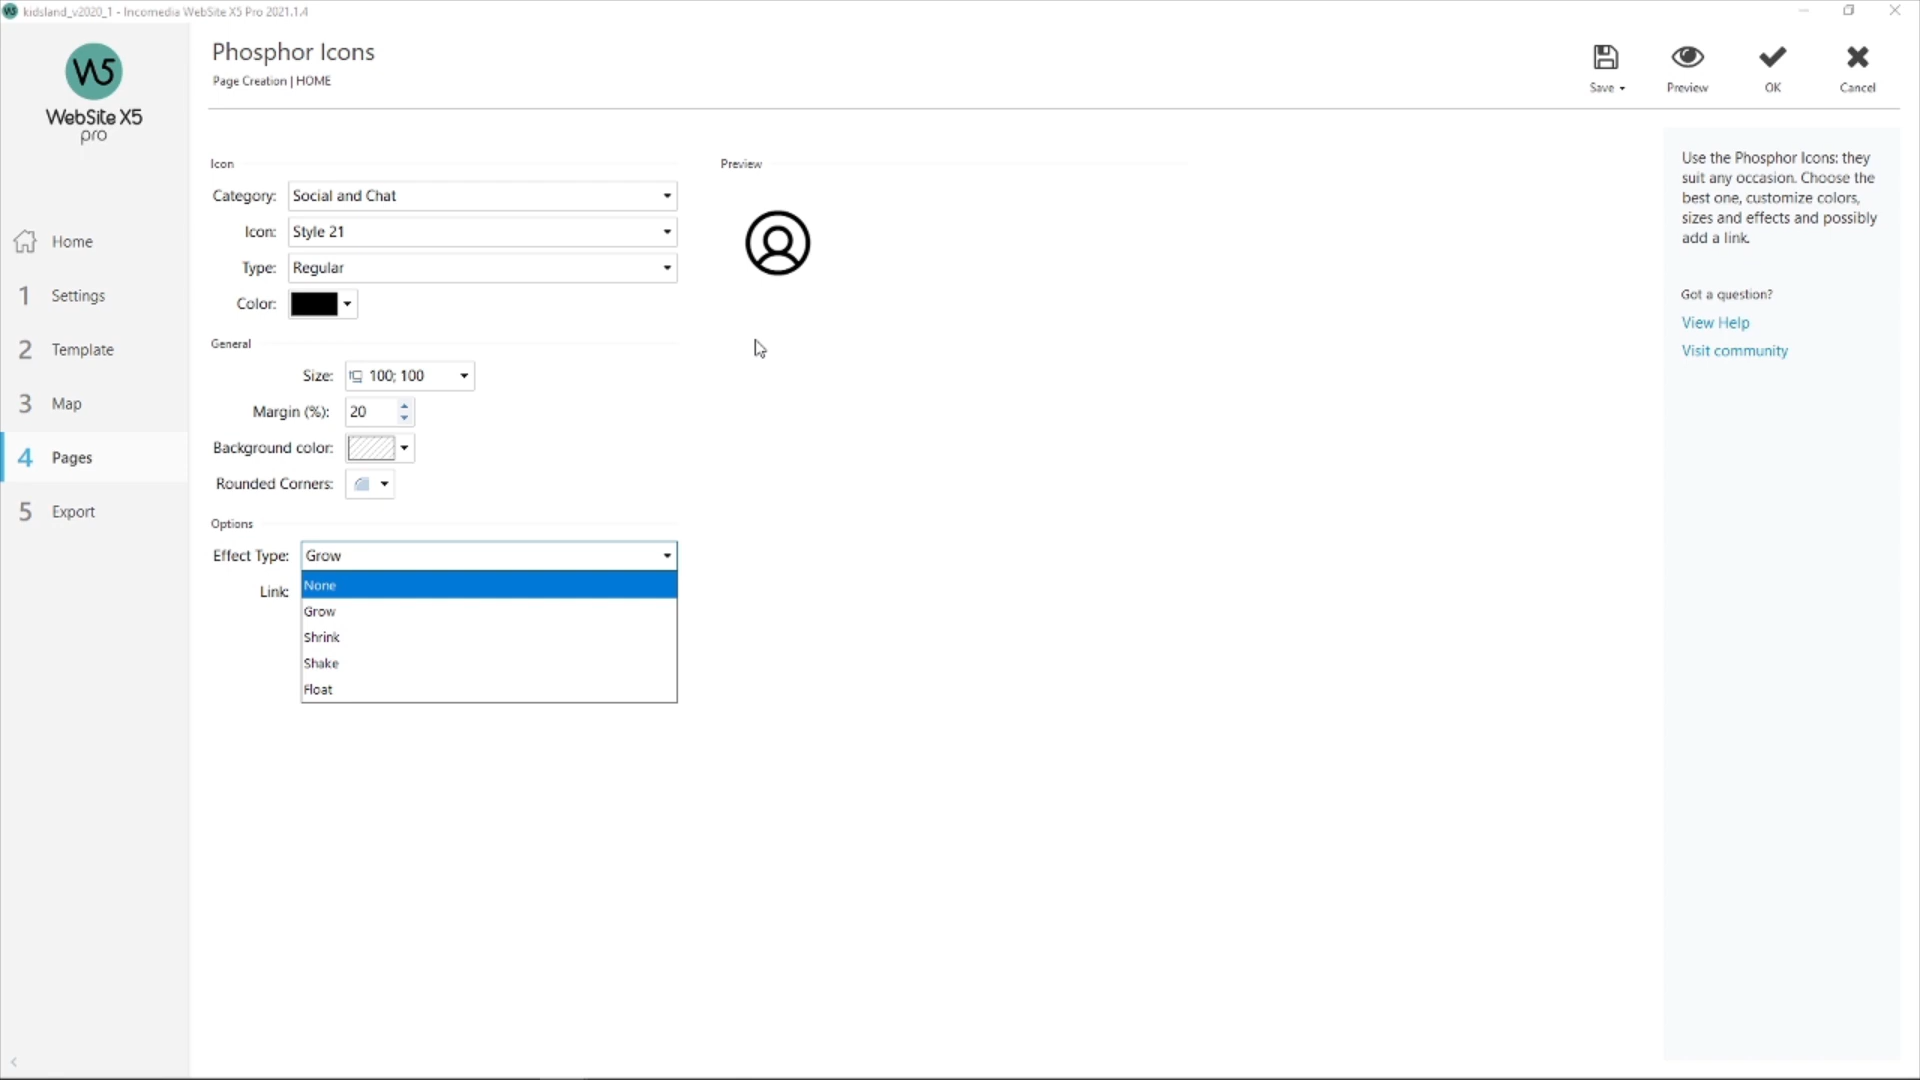 kidsland_v2020_1 - Incomedia WebSite X5 Pro 2021.1.4
W5
WebSite X5
pro
Home
1 Settings
2 Template
3 Map
4 Pages
5 Export
Phosphor Icons
Page Creation | HOME
Save
Preview
OK
Cancel
Icon
Category: Social and Chat
Icon: Style 21
Type: Regular
Color:
General
Size: 100; 100
Margin (%): 20
Background color:
Rounded Corners:
Options
Effect Type: Grow
Link:
None
Grow
Shrink
Shake
Float
Preview
Use the Phosphor Icons: they
suit any occasion. Choose the
best one, customize colors,
sizes and effects and possibly
add a link.
Got a question?
View Help
Visit community